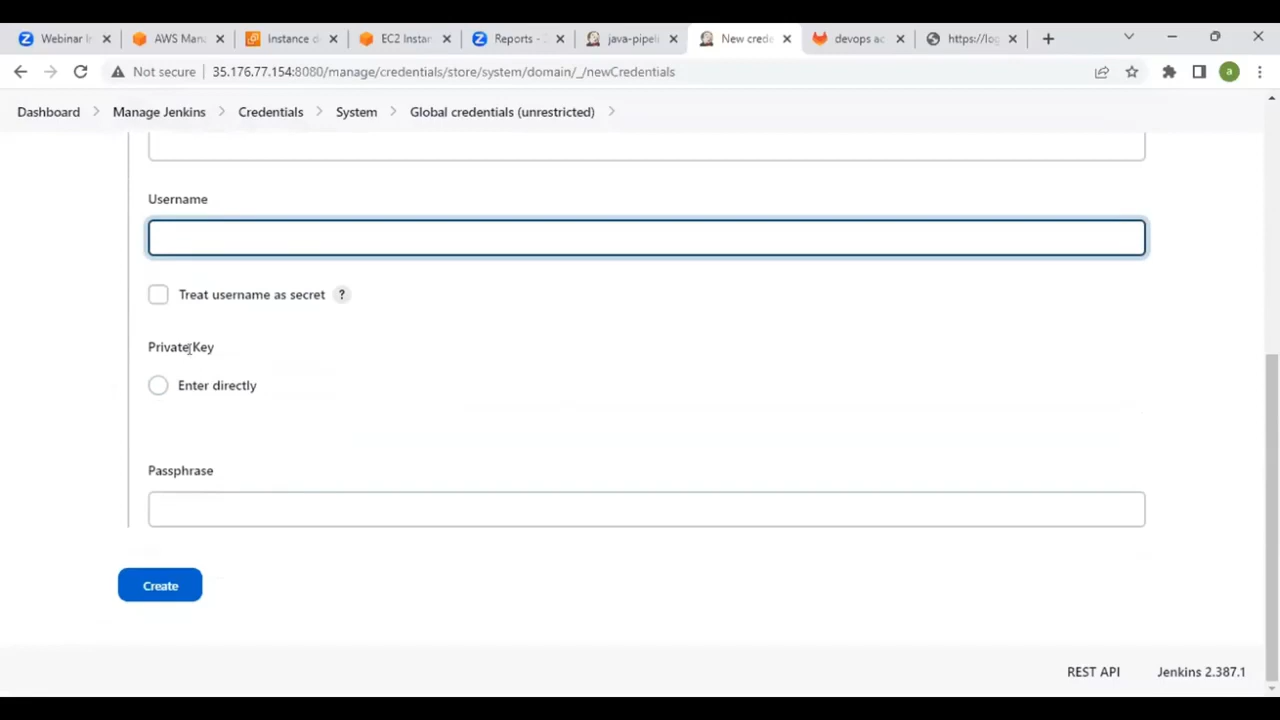 Webinar In
AWS Mana
Instance d
EC2 Instan
Reports - Z
java-pipeli
New crede
devops ac
https://log
Not secure
35.176.77.154:8080/manage/credentials/store/system/domain/_/newCredentials
a
Dashboard
Manage Jenkins
Credentials
System
Global credentials (unrestricted)
Username
Treat username as secret ?
Private Key
Enter directly
Passphrase
Create
REST API
Jenkins 2.387.1